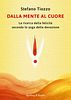 Stefano Tiozzo
DALLA MENTE AL CUORE
La ricerca della felicità
secondo lo yoga della devozione